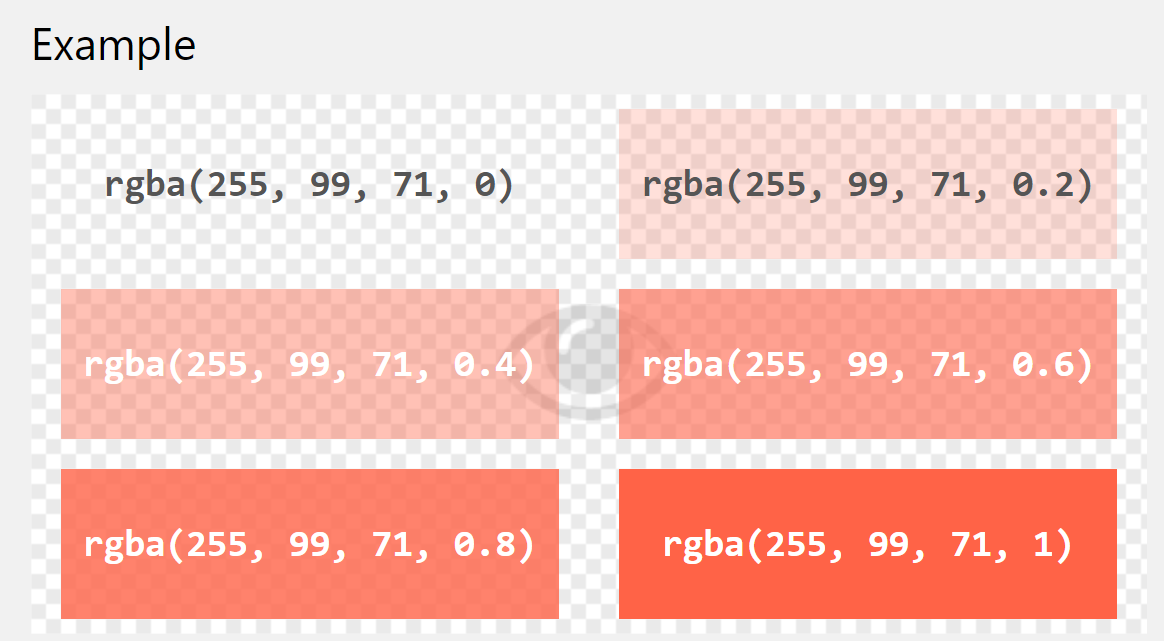 Example
rgba(255, 99, 71, 0)
rgba(255, 99, 71, 0.2)
rgba(255, 99, 71, 0.4)
rgba(255, 99, 71, 0.6)
rgba(255, 99, 71, 0.8)
rgba(255, 99, 71, 1)